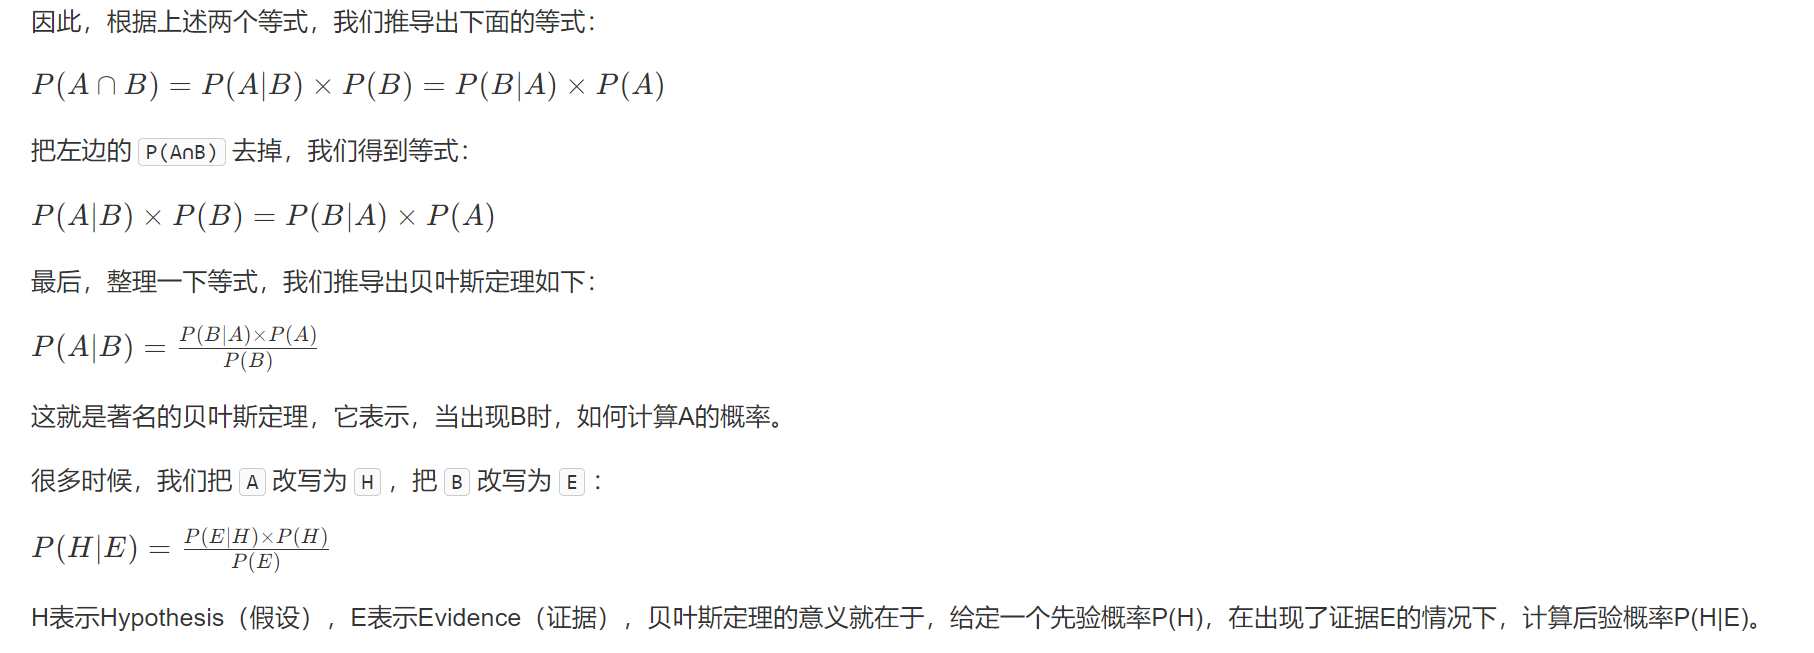 因此，根据上述两个等式，我们推导出下面的等式：
P(A ∩ B) = P(A|B) × P(B) = P(B|A) × P(A)
把左边的 P(A∩B) 去掉，我们得到等式：
P(A|B) × P(B) = P(B|A) × P(A)
最后，整理一下等式，我们推导出贝叶斯定理如下：
P(A|B) = \frac{P(B|A)×P(A)}{P(B)}
这就是著名的贝叶斯定理，它表示，当出现B时，如何计算A的概率。
很多时候，我们把 A 改写为 H ，把 B 改写为 E ：
P(H|E) = \frac{P(E|H)×P(H)}{P(E)}
H表示Hypothesis（假设），E表示Evidence（证据），贝叶斯定理的意义就在于，给定一个先验概率P(H)，在出现了证据E的情况下，计算后验概率P(H|E)。